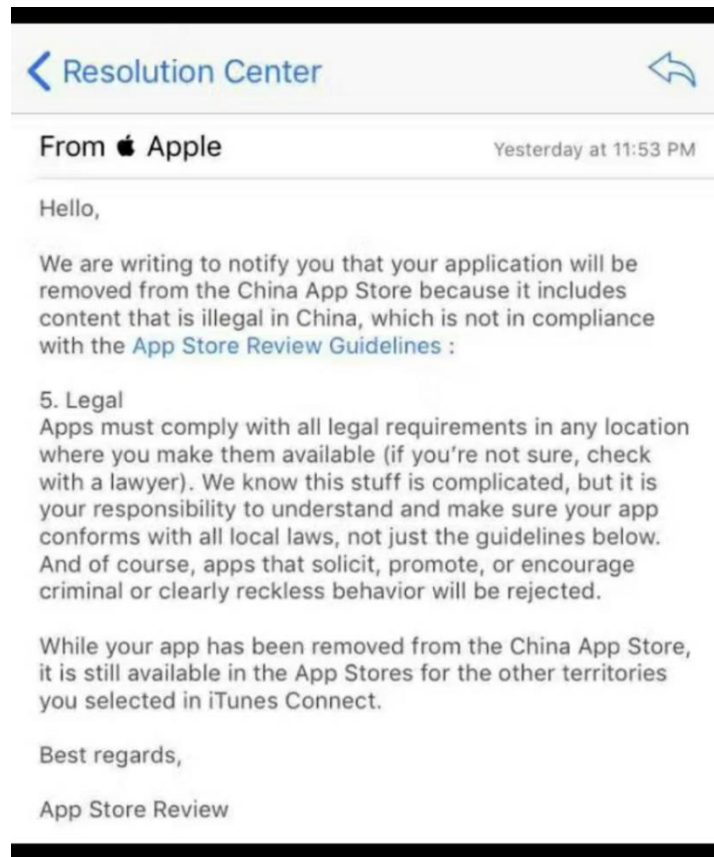 Resolution Center
From Apple
Yesterday at 11:53 PM
Hello,
We are writing to notify you that your application will be
removed from the China App Store because it includes
content that is illegal in China, which is not in compliance
with the App Store Review Guidelines :
5. Legal
Apps must comply with all legal requirements in any location
where you make them available (if you're not sure, check
with a lawyer). We know this stuff is complicated, but it is
your responsibility to understand and make sure your app
conforms with all local laws, not just the guidelines below.
And of course, apps that solicit, promote, or encourage
criminal or clearly reckless behavior will be rejected.
While your app has been removed from the China App Store,
it is still available in the App Stores for the other territories
you selected in iTunes Connect.
Best regards,
App Store Review